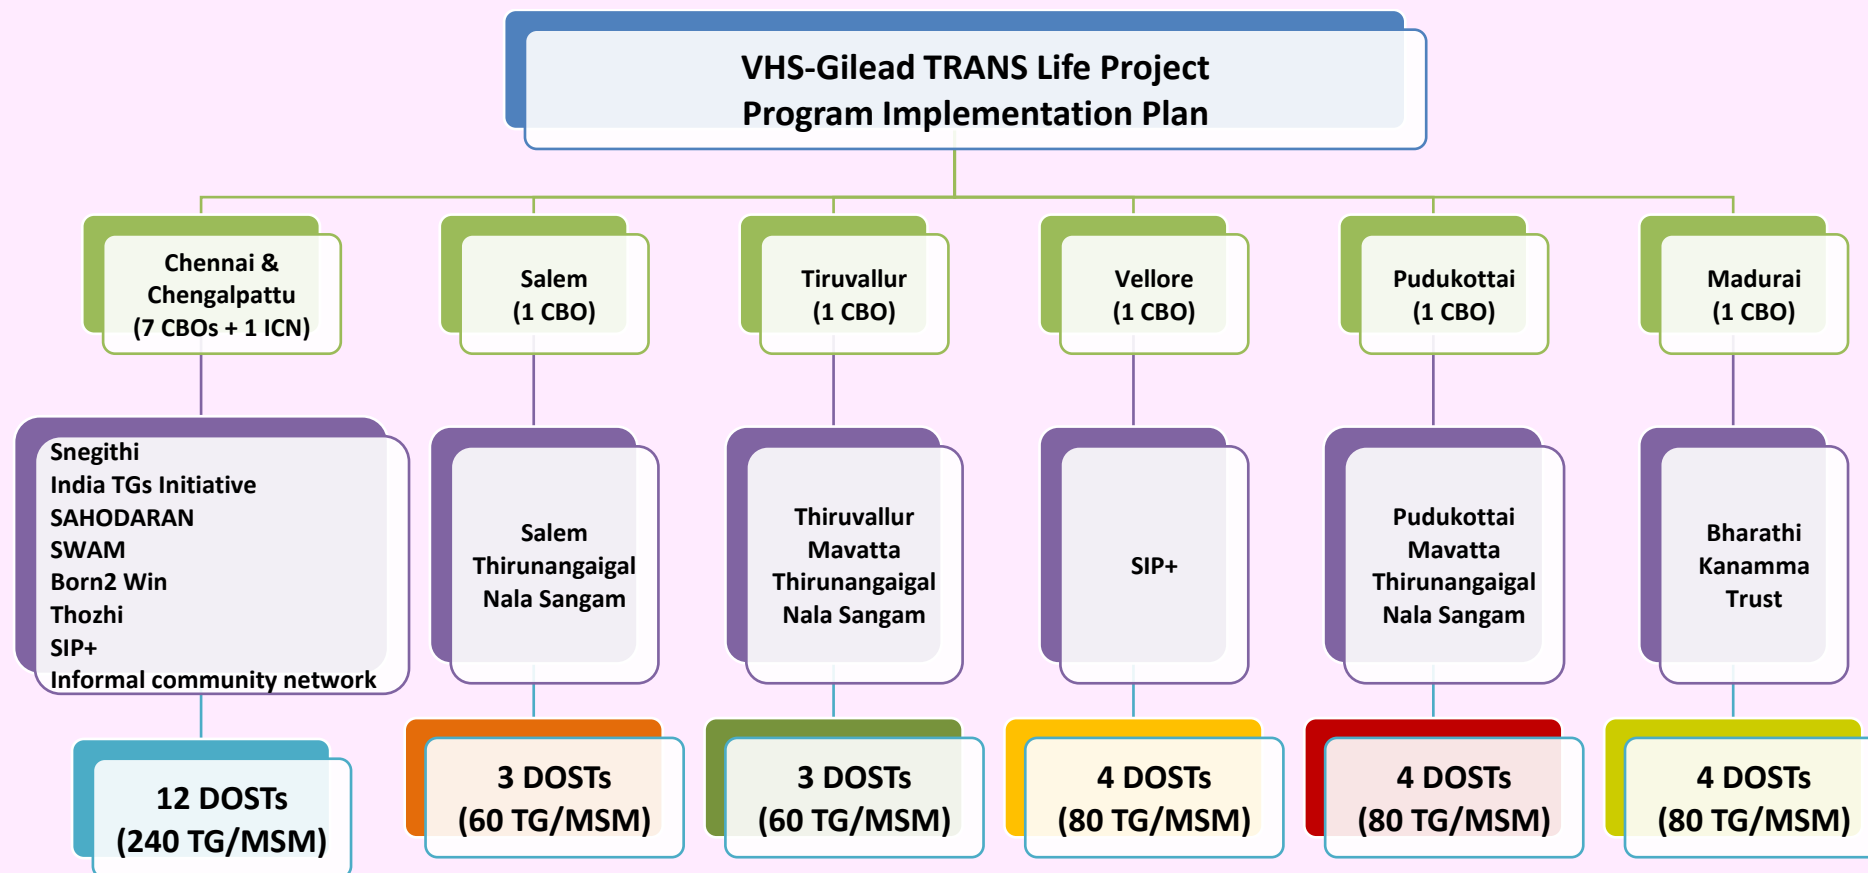 VHS-Gilead TRANS Life Project
Program Implementation Plan
Chennai &
Chengalpattu
(7 CBOs + 1 ICN)
Salem
(1 CBO)
Tiruvallur
(1 CBO)
Vellore
(1 CBO)
Pudukottai
(1 CBO)
Madurai
(1 CBO)
Snegithi
India TGs Initiative
SAHODARAN
SWAM
Born2 Win
Thozhi
SIP+
Informal community network
Salem
Thirunangaigal
Nala Sangam
Thiruvallur
Mavatta
Thirunangaigal
Nala Sangam
SIP+
Pudukottai
Mavatta
Thirunangaigal
Nala Sangam
Bharathi
Kanamma
Trust
12 DOSTs
(240 TG/MSM)
3 DOSTs
(60 TG/MSM)
3 DOSTs
(60 TG/MSM)
4 DOSTs
(80 TG/MSM)
4 DOSTs
(80 TG/MSM)
4 DOSTs
(80 TG/MSM)